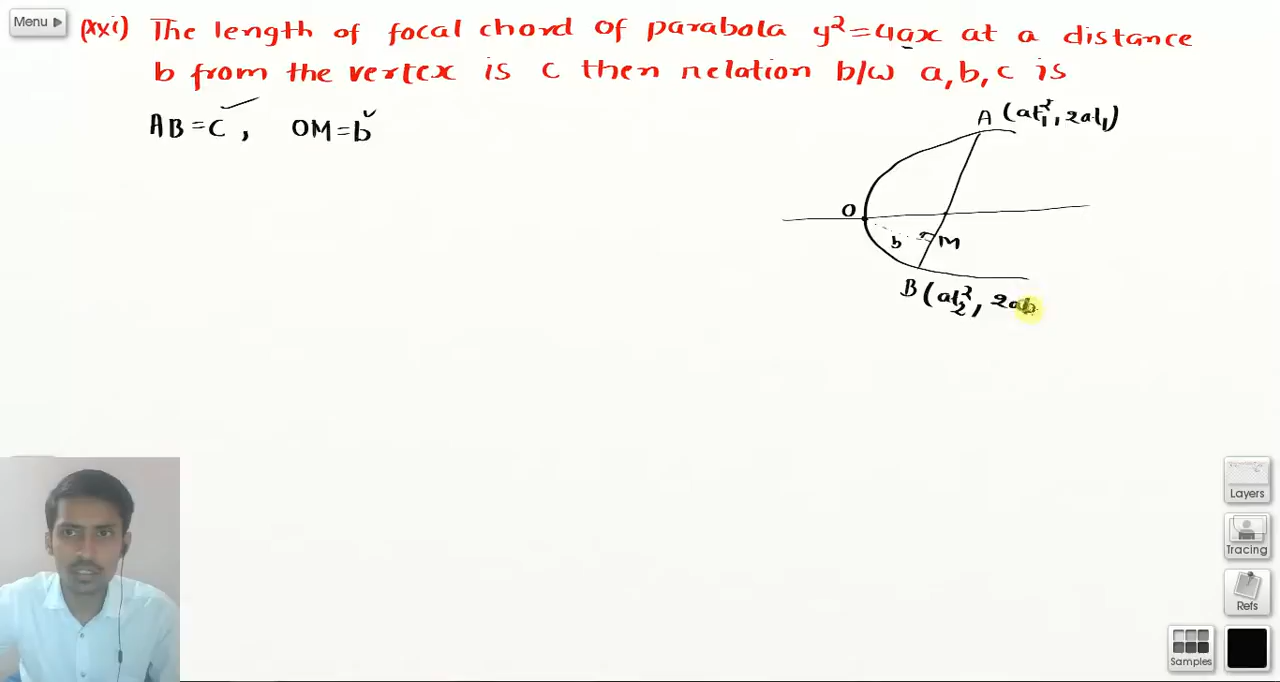 Menu
(xxi) The length of focal chord of parabola y²=4ax at a distance
b from the vertex is c then relation b/w a, b, c is
AB=c, OM=b
A (at₁², 2at₁)
O
b
M
B (at₂², 2at
Layers
Tracing
Refs
Samples